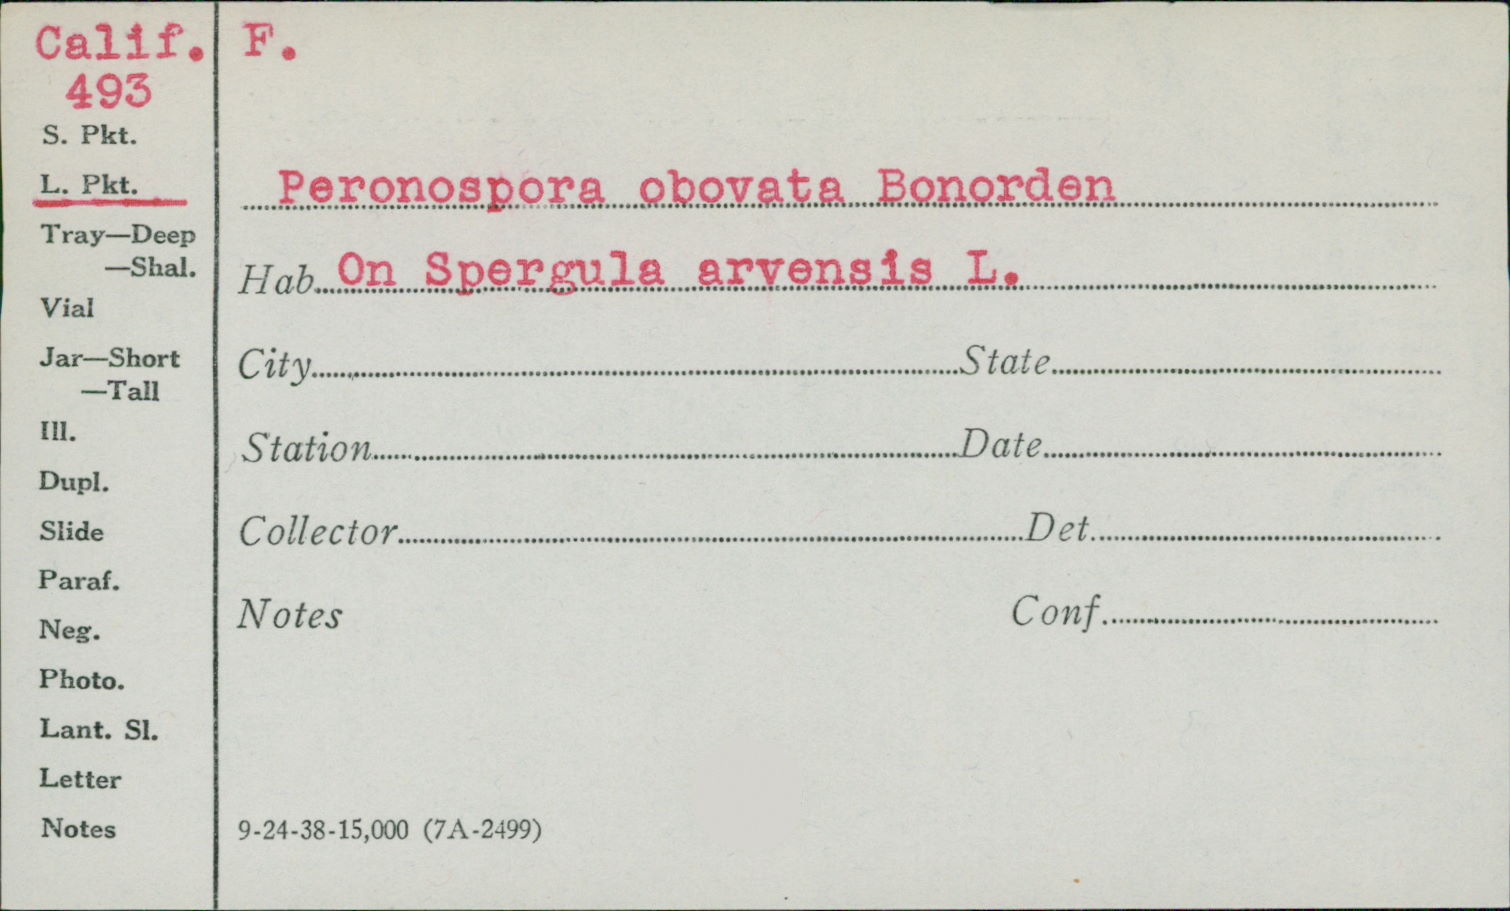 Calif. F.
493
S. Pkt.
L. Pkt.
Peronospora obovata Bonorden
Tray—Deep
—Shal.
Hab. On Spergula arvensis L.
Vial
Jar—Short
—Tall
City State
Ill.
Station Date
Dupl.
Slide
Collector Det.
Paraf.
Neg.
Notes Conf.
Photo.
Lant. Sl.
Letter
Notes
9-24-38-15,000 (7A-2499)